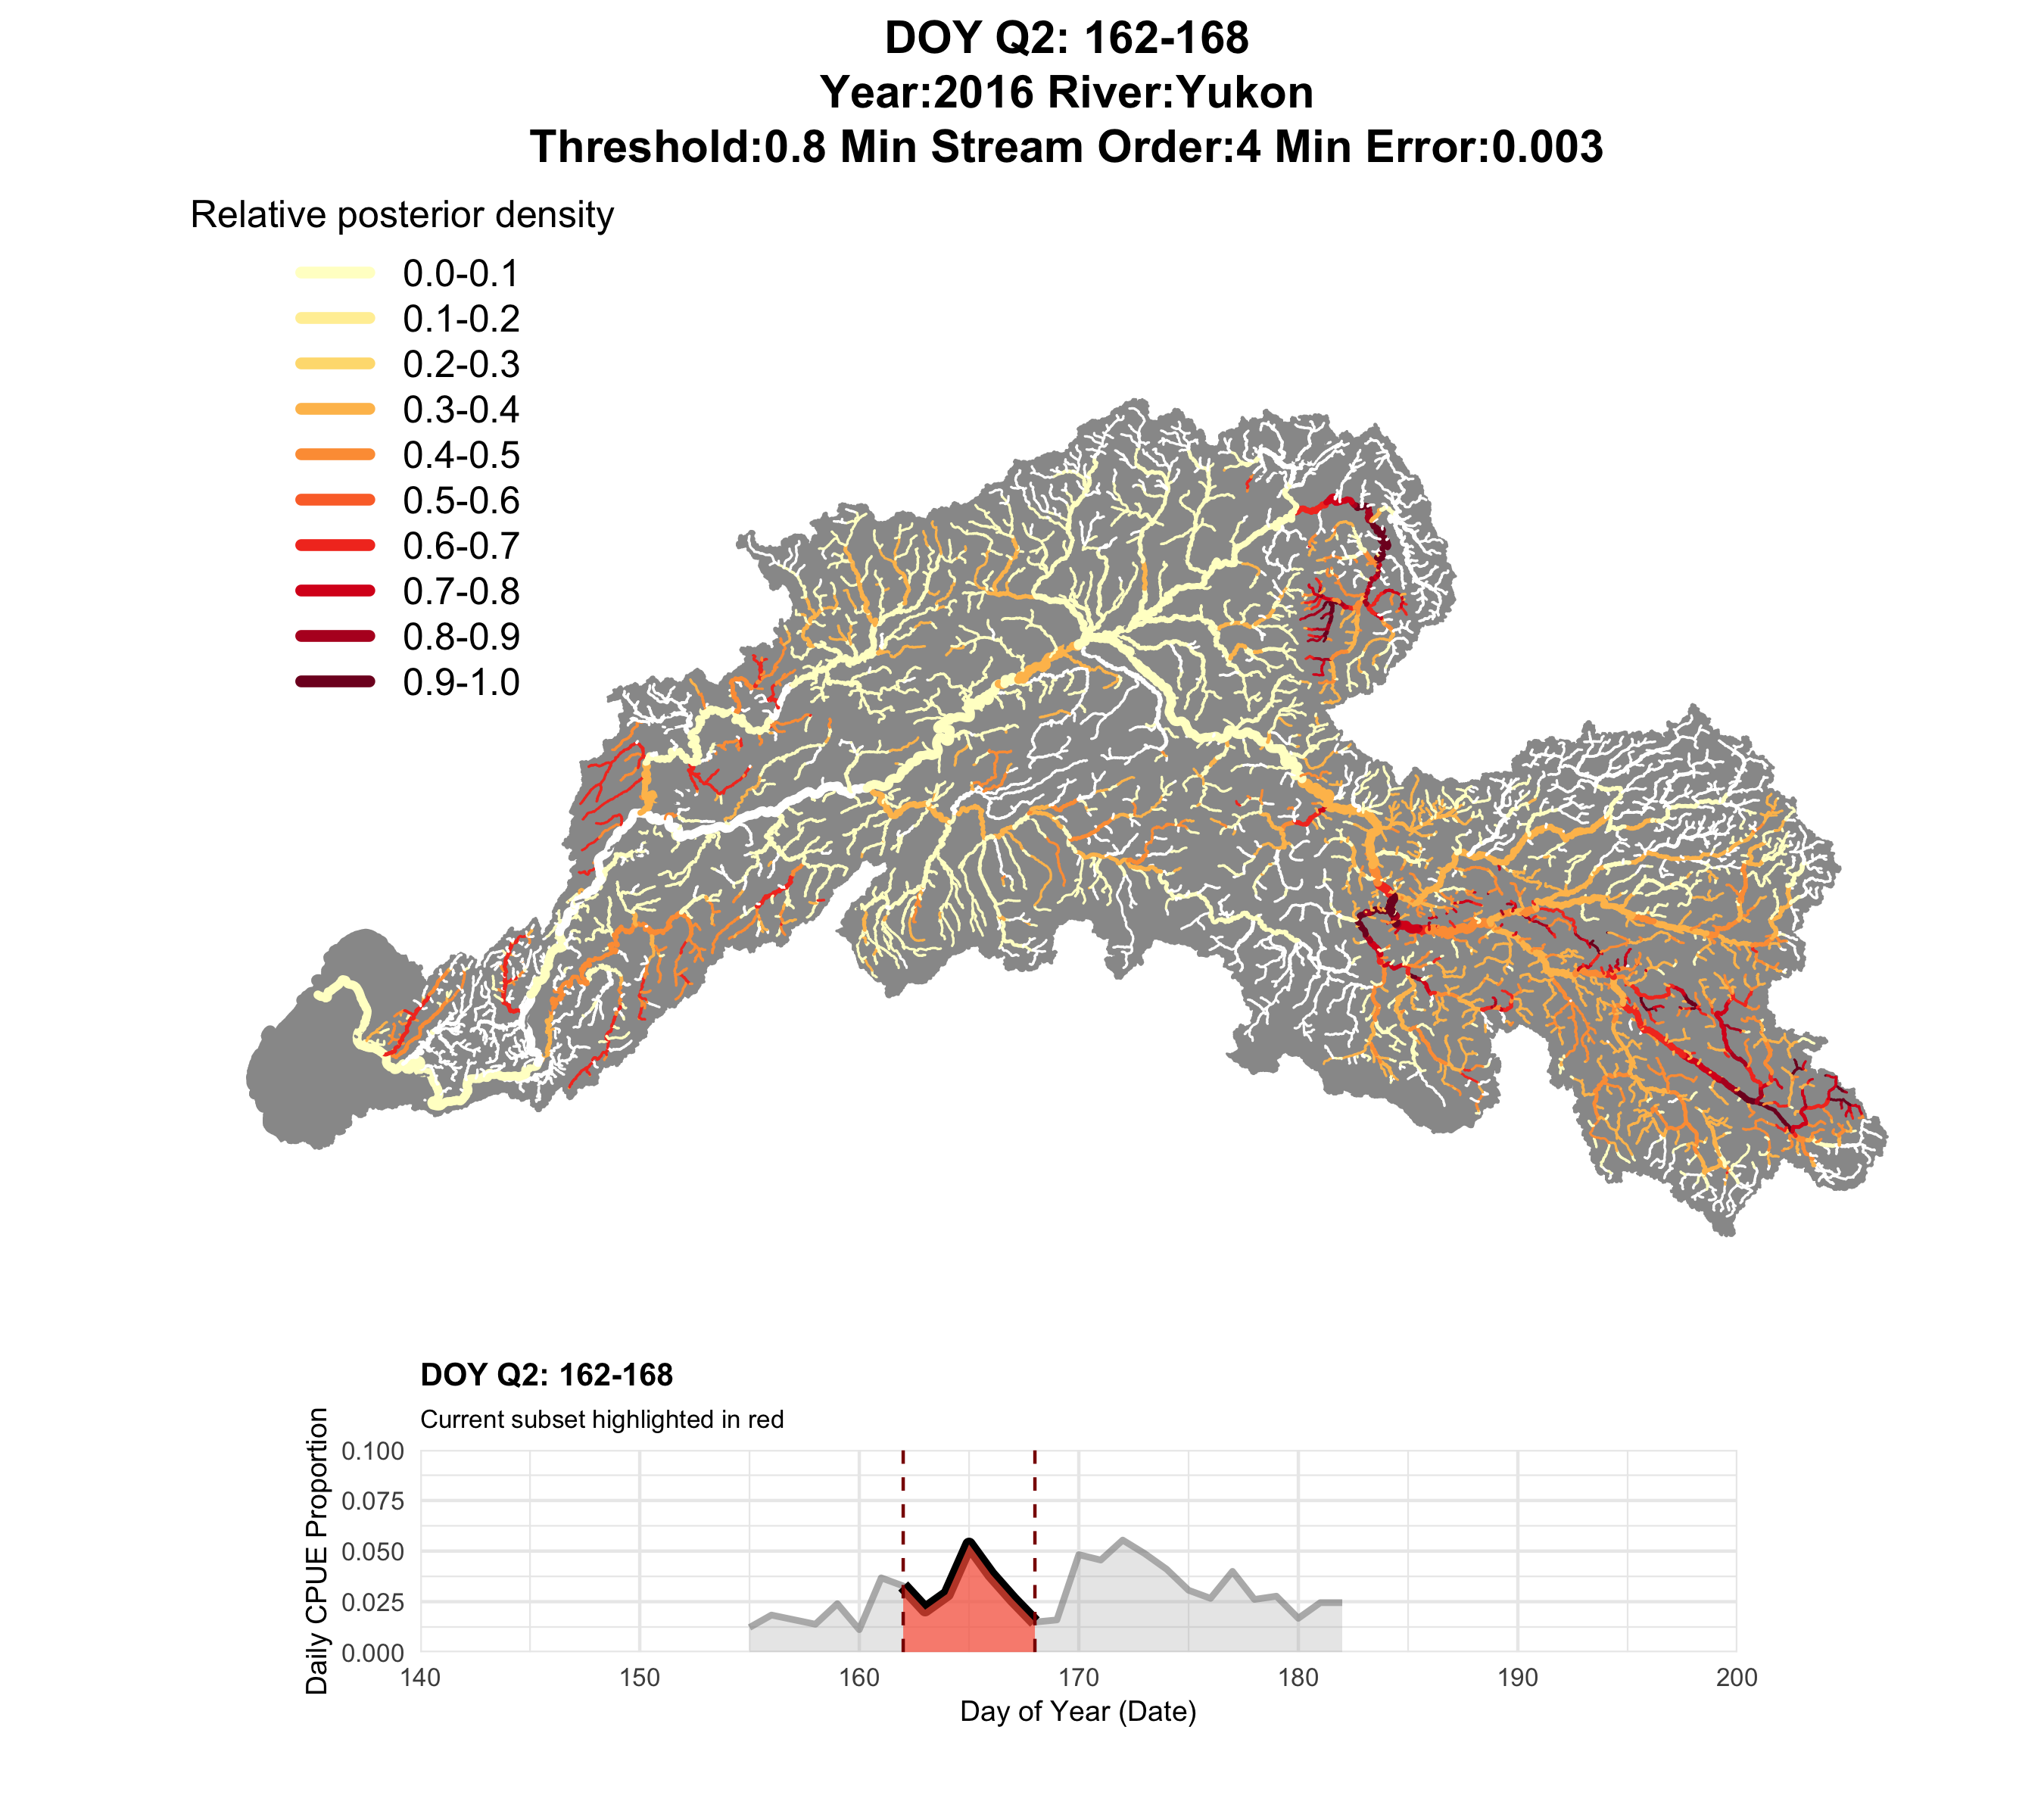 DOY Q2: 162-168
Year:2016 River:Yukon
Threshold:0.8 Min Stream Order:4 Min Error:0.003
Relative posterior density
0.0-0.1
0.1-0.2
0.2-0.3
0.3-0.4
0.4-0.5
0.5-0.6
0.6-0.7
0.7-0.8
0.8-0.9
0.9-1.0
DOY Q2: 162-168
Current subset highlighted in red
Daily CPUE Proportion
0.100
0.075
0.050
0.025
0.000
140 150 160 170 180 190 200
Day of Year (Date)